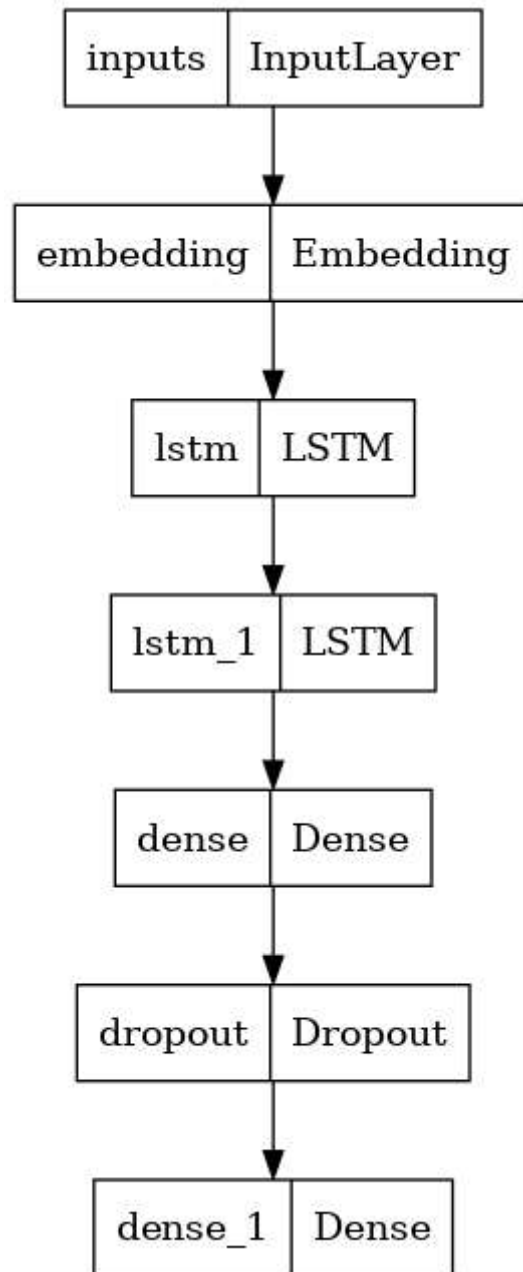 inputs InputLayer
embedding Embedding
lstm LSTM
lstm_1 LSTM
dense Dense
dropout Dropout
dense_1 Dense